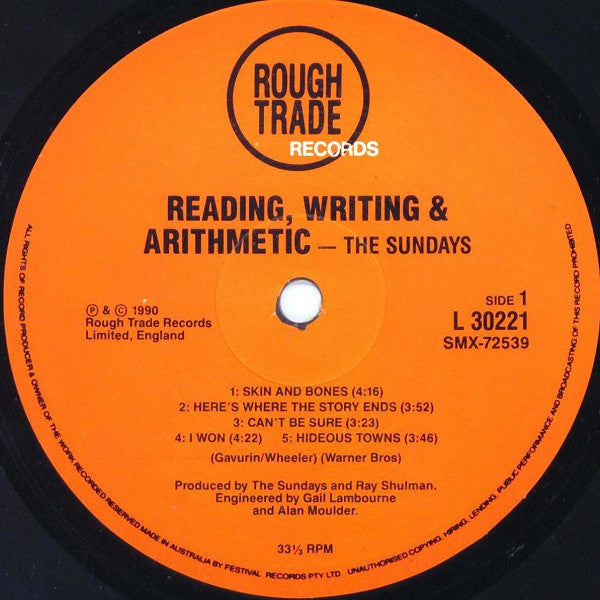 ROUGH
TRADE
RECORDS
READING, WRITING &
ARITHMETIC — THE SUNDAYS
℗ & © 1990
Rough Trade Records
Limited, England
SIDE 1
L 30221
SMX-72539
1: SKIN AND BONES (4:16)
2: HERE'S WHERE THE STORY ENDS (3:52)
3: CAN'T BE SURE (3:23)
4: I WON (4:22) 5: HIDEOUS TOWNS (3:46)
(Gavurin/Wheeler) (Warner Bros)
Produced by The Sundays and Ray Shulman.
Engineered by Gail Lambourne
and Alan Moulder.
33⅓ RPM
ALL RIGHTS OF RECORD PRODUCER & OWNER OF THE WORK RECORDED RESERVED MADE IN AUSTRALIA BY FESTIVAL RECORDS PTY LTD UNAUTHORISED COPYING, HIRING, LENDING, PUBLIC PERFORMANCE AND BROADCASTING OF THIS RECORD PROHIBITED